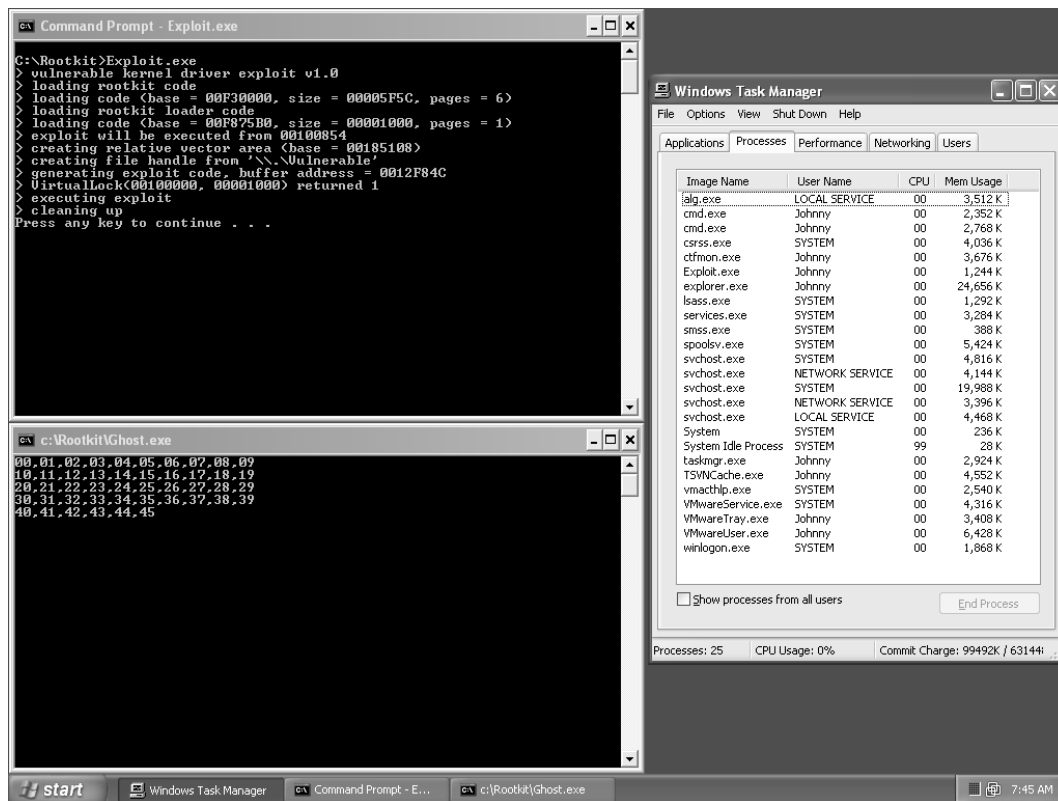 Command Prompt - Exploit.exe
C:\Rootkit>Exploit.exe
> vulnerable kernel driver exploit v1.0
> loading rootkit code
> loading code (base = 00F30000, size = 00005F5C, pages = 6)
> loading rootkit loader code
> loading code (base = 00F875B0, size = 00001000, pages = 1)
> exploit will be executed from 00100854
> creating relative vector area (base = 00185108)
> creating file handle from '\\.\Vulnerable'
> generating exploit code, buffer address = 0012F84C
> VirtualLock(00100000, 00001000) returned 1
> executing exploit
> cleaning up
Press any key to continue . . .
c:\Rootkit\Ghost.exe
00,01,02,03,04,05,06,07,08,09
10,11,12,13,14,15,16,17,18,19
20,21,22,23,24,25,26,27,28,29
30,31,32,33,34,35,36,37,38,39
40,41,42,43,44,45
Windows Task Manager
File Options View Shut Down Help
Applications Processes Performance Networking Users
Image Name User Name CPU Mem Usage
alg.exe LOCAL SERVICE 00 3,512 K
cmd.exe Johnny 00 2,352 K
cmd.exe Johnny 00 2,768 K
csrss.exe SYSTEM 00 4,036 K
ctfmon.exe Johnny 00 3,676 K
Exploit.exe Johnny 00 1,244 K
explorer.exe Johnny 00 24,656 K
lsass.exe SYSTEM 00 1,292 K
services.exe SYSTEM 00 3,284 K
smss.exe SYSTEM 00 388 K
spoolsv.exe SYSTEM 00 5,424 K
svchost.exe SYSTEM 00 4,816 K
svchost.exe NETWORK SERVICE 00 4,144 K
svchost.exe SYSTEM 00 19,988 K
svchost.exe NETWORK SERVICE 00 3,396 K
svchost.exe LOCAL SERVICE 00 4,468 K
System SYSTEM 00 236 K
System Idle Process SYSTEM 99 28 K
taskmgr.exe Johnny 00 2,924 K
TSVNCache.exe Johnny 00 4,552 K
vmacthlp.exe SYSTEM 00 2,540 K
VMwareService.exe SYSTEM 00 4,316 K
VMwareTray.exe Johnny 00 3,408 K
VMwareUser.exe Johnny 00 6,428 K
winlogon.exe SYSTEM 00 1,868 K
Show processes from all users
End Process
Processes: 25 CPU Usage: 0% Commit Charge: 99492K / 63144
start Windows Task Manager Command Prompt - E... c:\Rootkit\Ghost.exe 7:45 AM